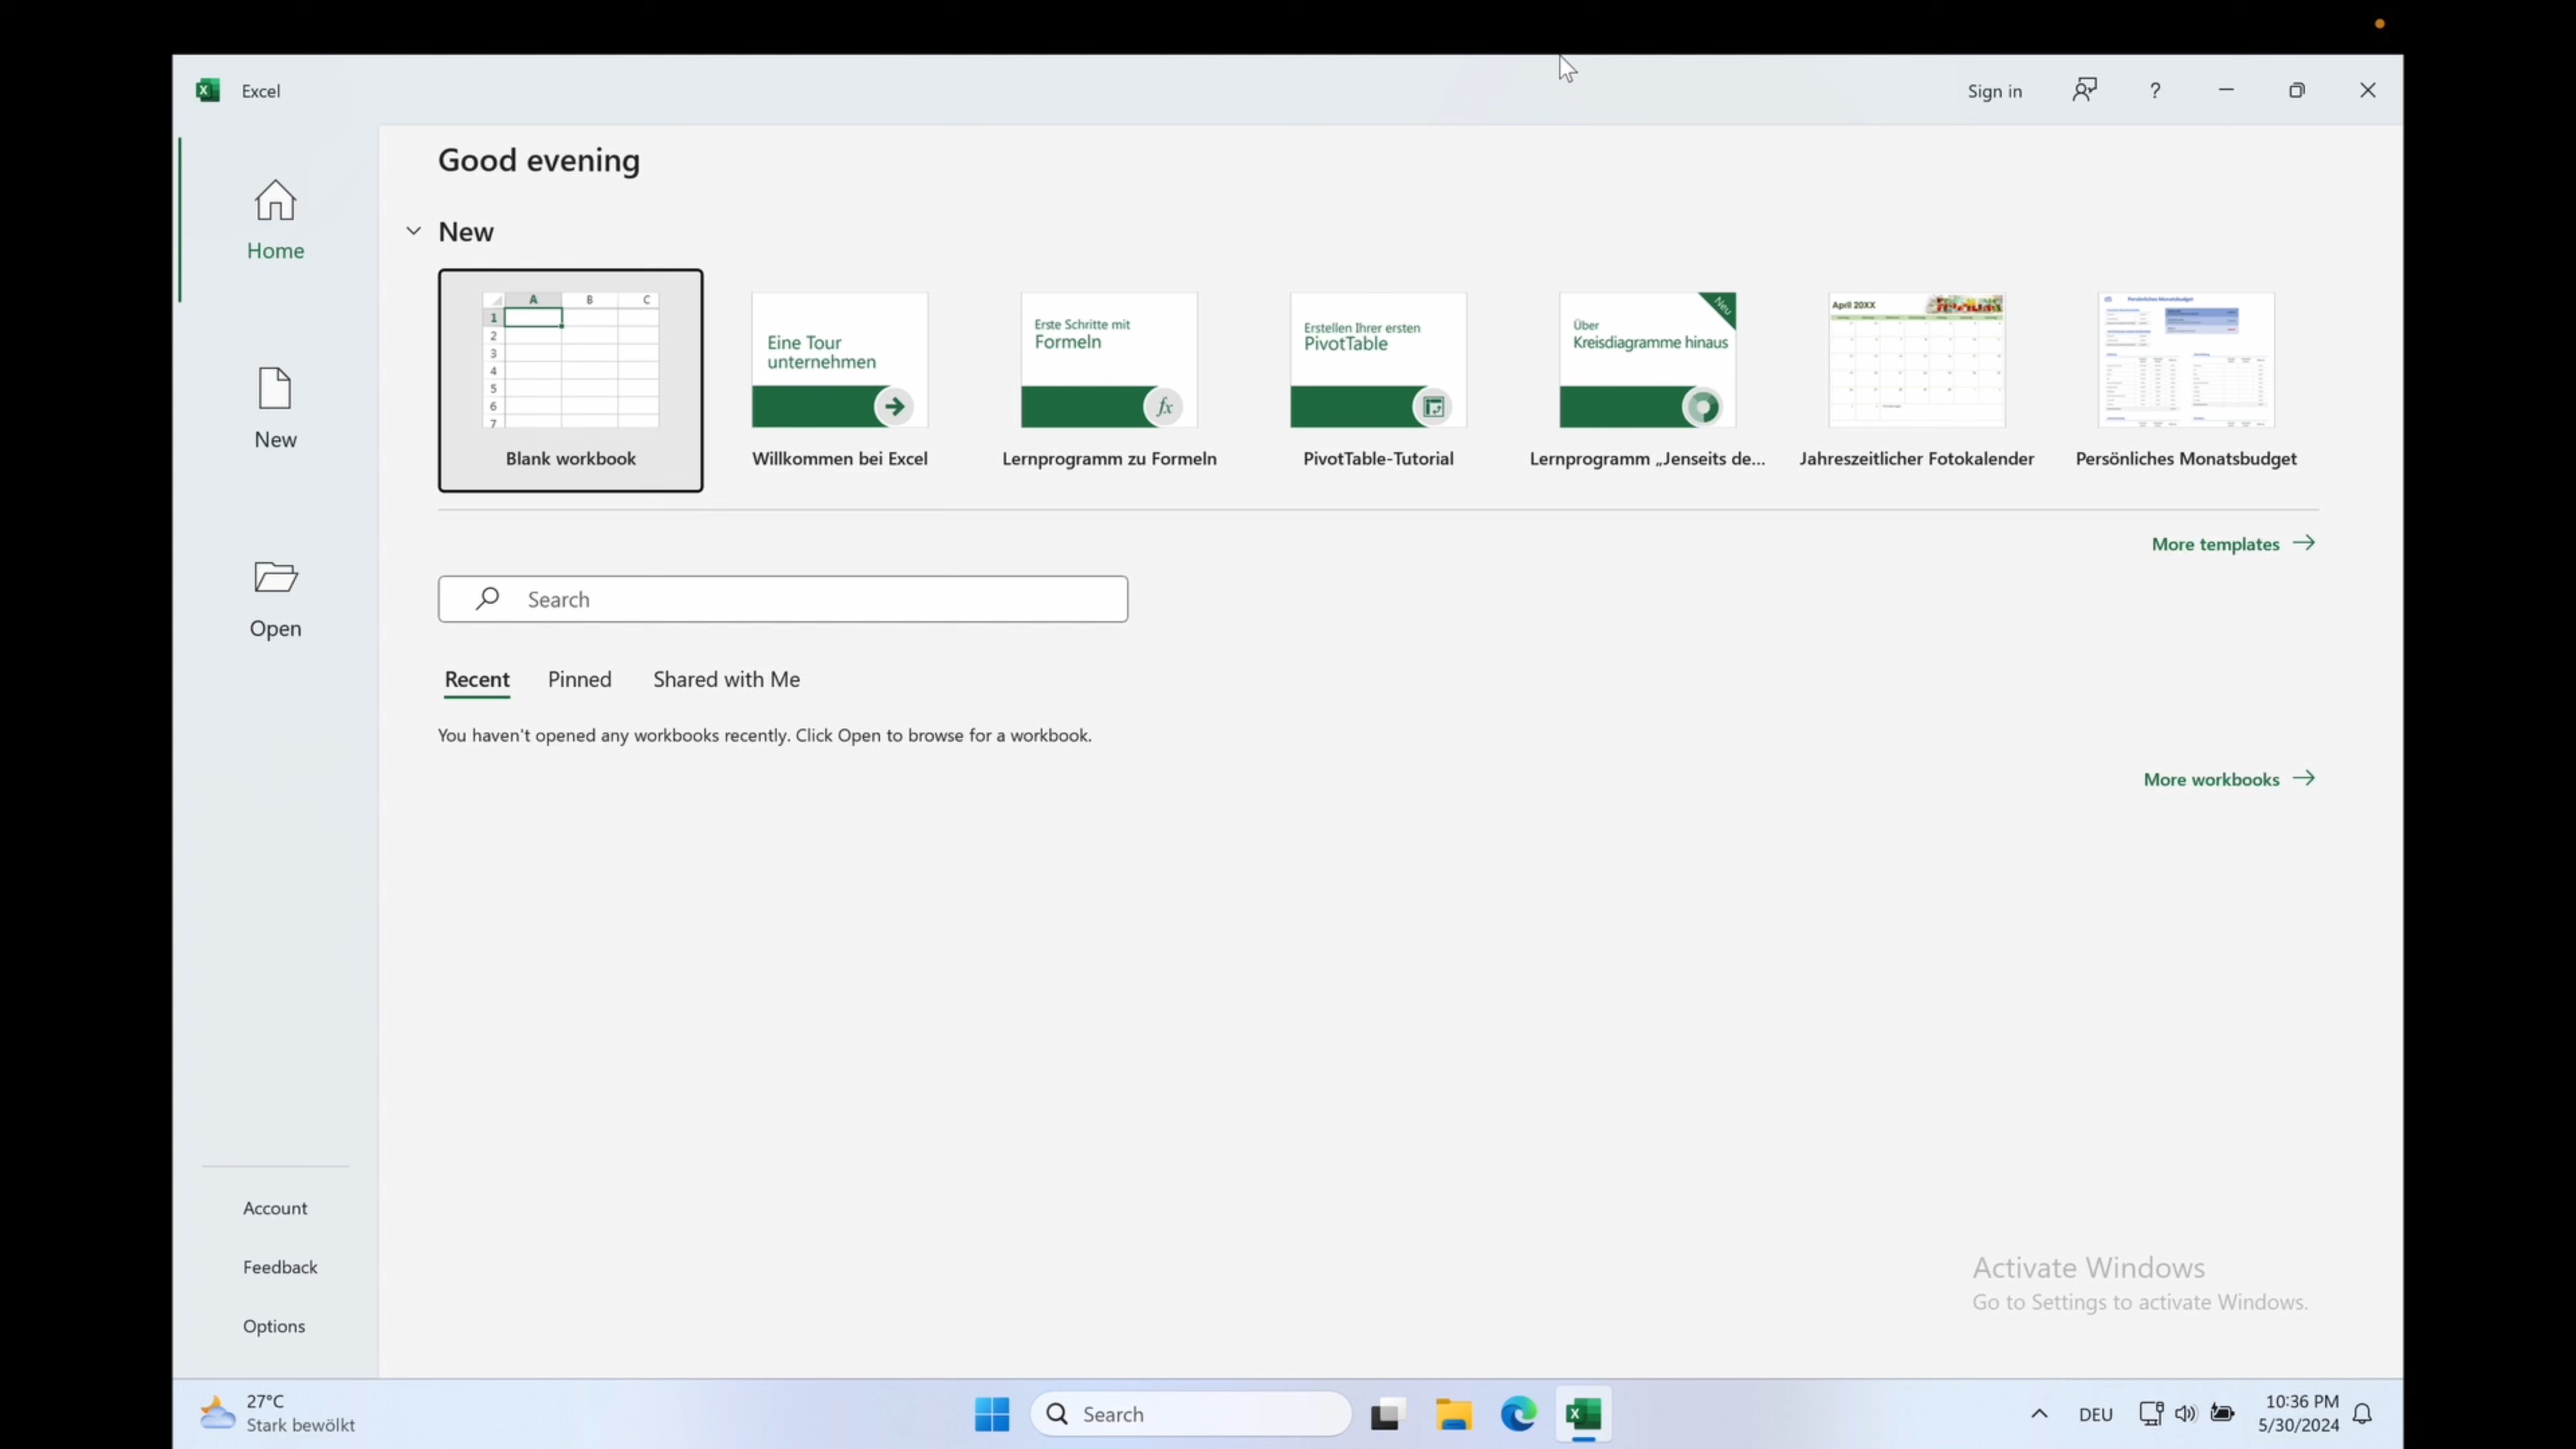 Excel
Sign in
?
Home
New
Open
Account
Feedback
Options
Good evening
New
A B C
1
2
3
4
5
6
7
Blank workbook
Eine Tour
unternehmen
Willkommen bei Excel
Erste Schritte mit
Formeln
fx
Lernprogramm zu Formeln
Erstellen Ihrer ersten
PivotTable
PivotTable-Tutorial
Neu
Über
Kreisdiagramme hinaus
Lernprogramm „Jenseits de...
April 20XX
Jahreszeitlicher Fotokalender
Persönliches Monatsbudget
Persönliches Monatsbudget
More templates
Search
Recent Pinned Shared with Me
You haven't opened any workbooks recently. Click Open to browse for a workbook.
More workbooks
Activate Windows
Go to Settings to activate Windows.
27°C
Stark bewölkt
Search
DEU
10:36 PM
5/30/2024